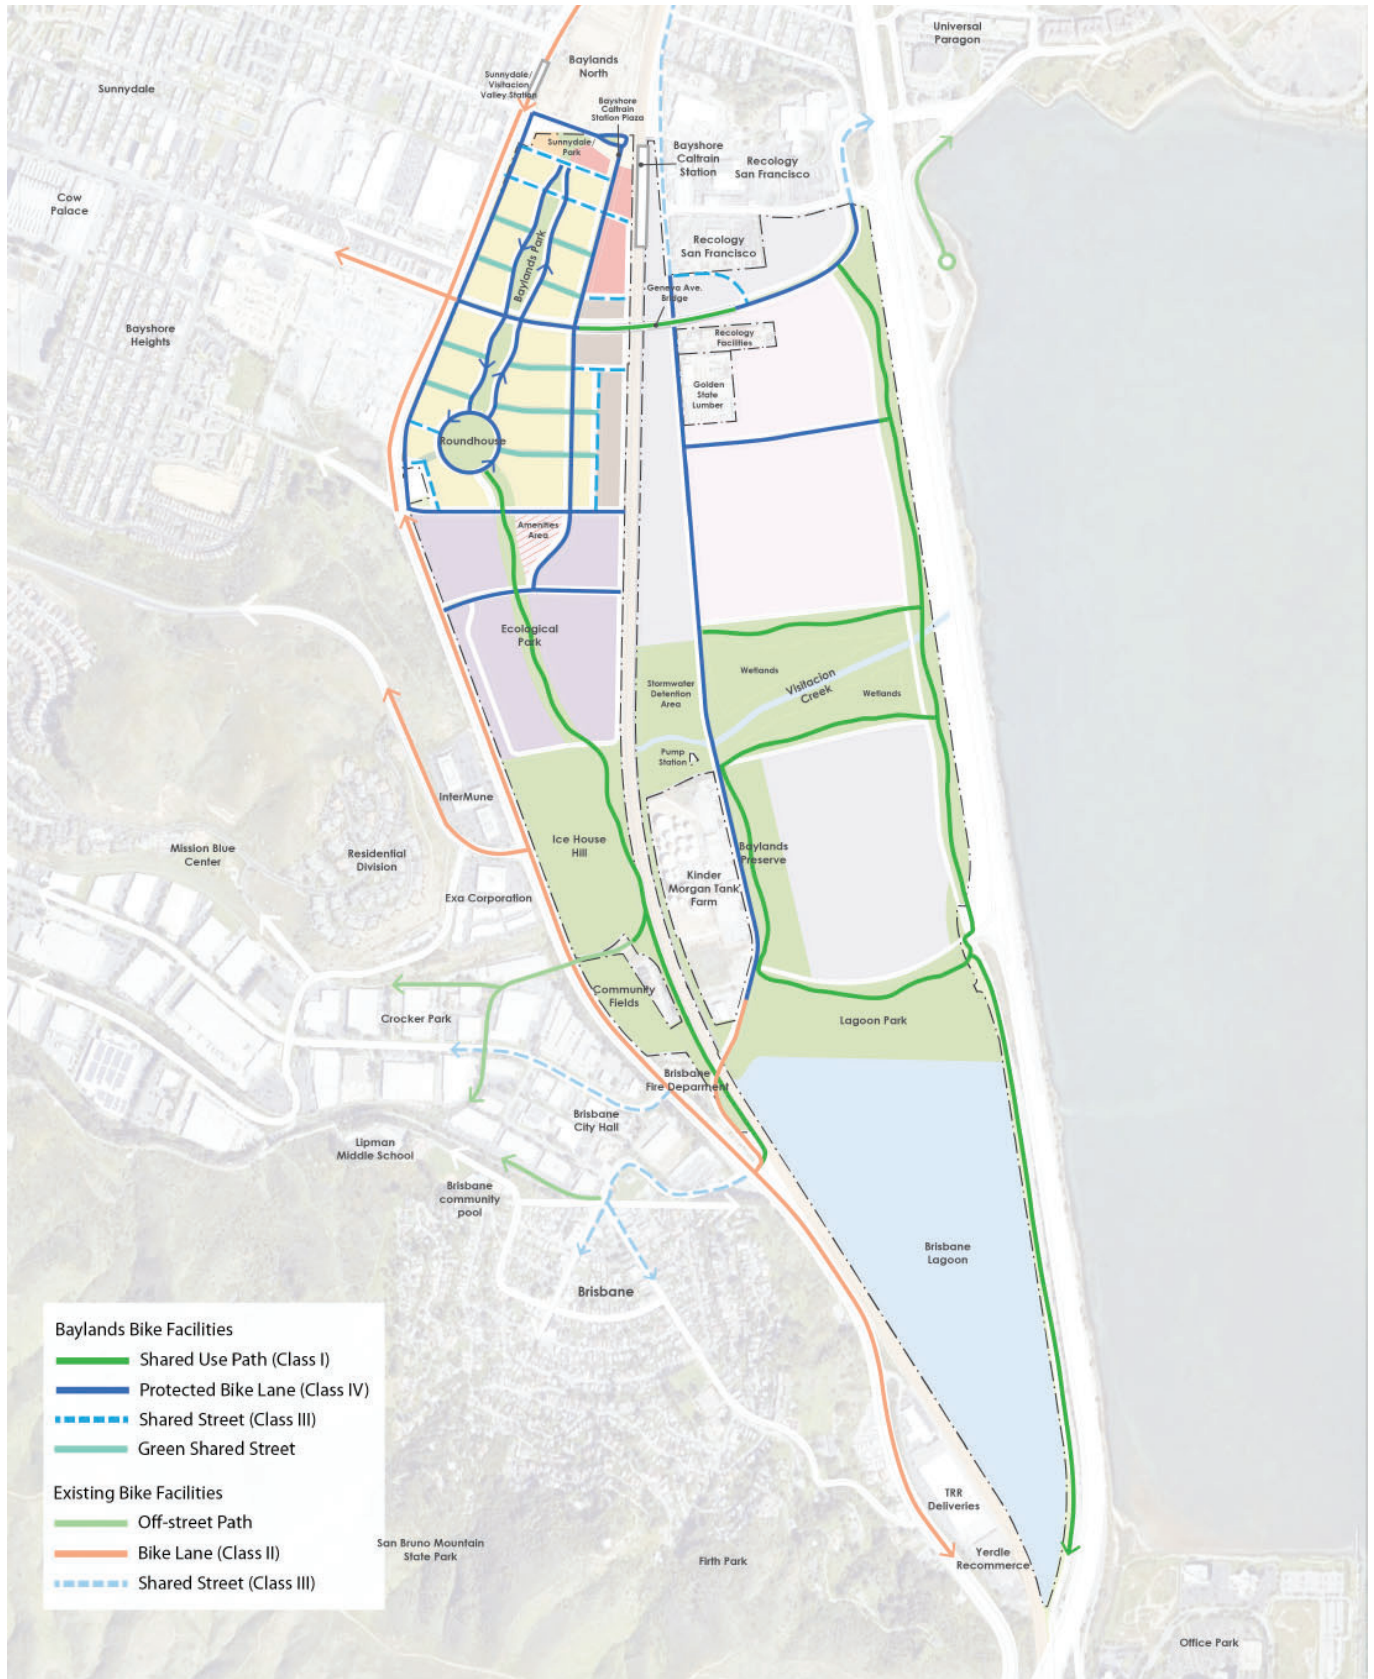 Universal
Paragon
Baylands
North
Sunnydale/
Visitacion
Valley Station
Sunnydale
Bayshore
Caltrain
Station Plaza
Sunnydale/
Park
Bayshore
Caltrain
Station
Recology
San Francisco
Cow
Palace
Recology
San Francisco
Baylands Park
Geneva Ave.
Bridge
Bayshore
Heights
Recology
Facilities
Golden
State
Lumber
Roundhouse
Amenities
Area
Ecological
Park
Stormwater
Detention
Area
Wetlands
Visitacion
Creek
Wetlands
Pump
Station
InterMune
Mission Blue
Center
Residential
Division
Ice House
Hill
Baylands
Preserve
Kinder
Morgan Tank
Farm
Exa Corporation
Community
Fields
Crocker Park
Lagoon Park
Brisbane
Fire Deparment
Brisbane
City Hall
Lipman
Middle School
Brisbane
community
pool
Brisbane
Lagoon
Brisbane
Baylands Bike Facilities
Shared Use Path (Class I)
Protected Bike Lane (Class IV)
Shared Street (Class III)
Green Shared Street
Existing Bike Facilities
Off-street Path
Bike Lane (Class II)
Shared Street (Class III)
TRR
Deliveries
San Bruno Mountain
State Park
Firth Park
Yerdle
Recommerce
Office Park